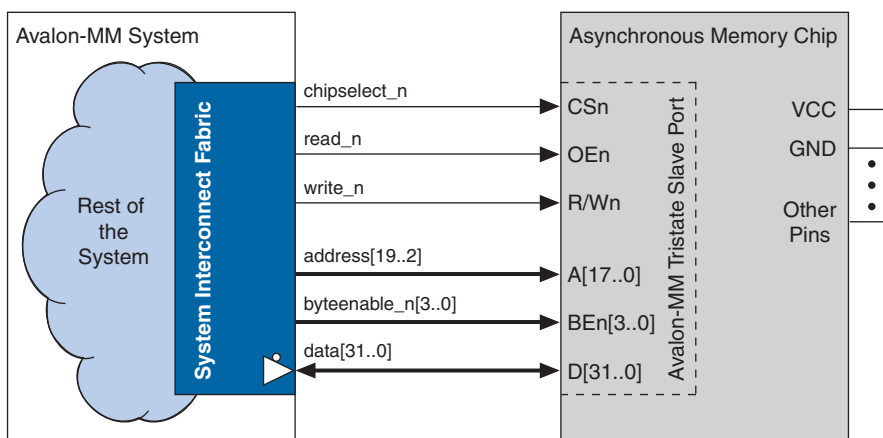 Avalon-MM System
Asynchronous Memory Chip
Rest of
the
System
System Interconnect Fabric
chipselect_n
read_n
write_n
address[19..2]
byteenable_n[3..0]
data[31..0]
CSn
OEn
R/Wn
A[17..0]
BEn[3..0]
D[31..0]
Avalon-MM Tristate Slave Port
VCC
GND
Other
Pins